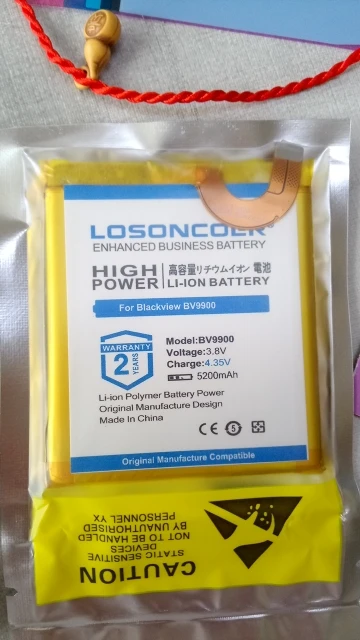 LOSONCOER
ENHANCED BUSINESS BATTERY
HIGH POWER
高容量リチウムイオン 電池
LI-ION BATTERY
For Blackview BV9900
WARRANTY
2 YEARS
Model:BV9900
Voltage:3.8V
Charge:4.35V
5200mAh
Li-ion Polymer Battery Power
Original Manufacture Design
Made In China
CE 5
Original Manufacture Compatible
CAUTION
STATIC SENSITIVE
DEVICES
NOT BE HANDLED
BY UNAUTHORISED
PERSONNEL YX